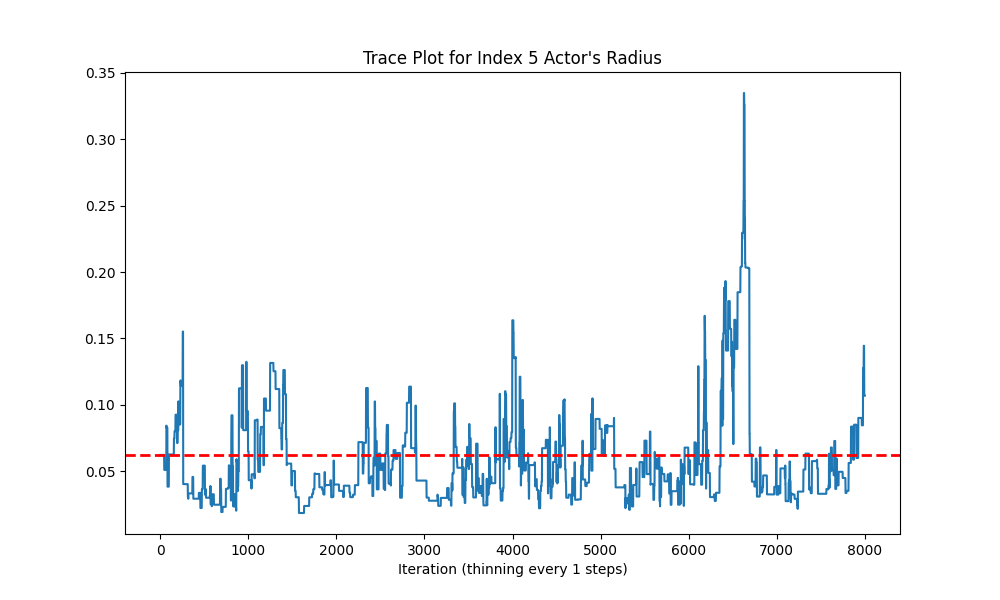 Trace Plot for Index 5 Actor's Radius
0.35
0.30
0.25
0.20
0.15
0.10
0.05
0 1000 2000 3000 4000 5000 6000 7000 8000
Iteration (thinning every 1 steps)